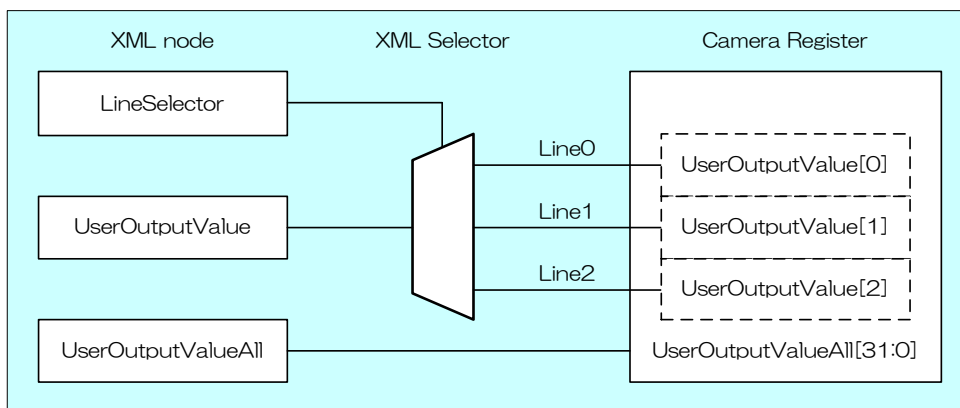 XML node
XML Selector
Camera Register
LineSelector
Line0
UserOutputValue[0]
UserOutputValue
Line1
UserOutputValue[1]
Line2
UserOutputValue[2]
UserOutputValueAll
UserOutputValueAll[31:0]